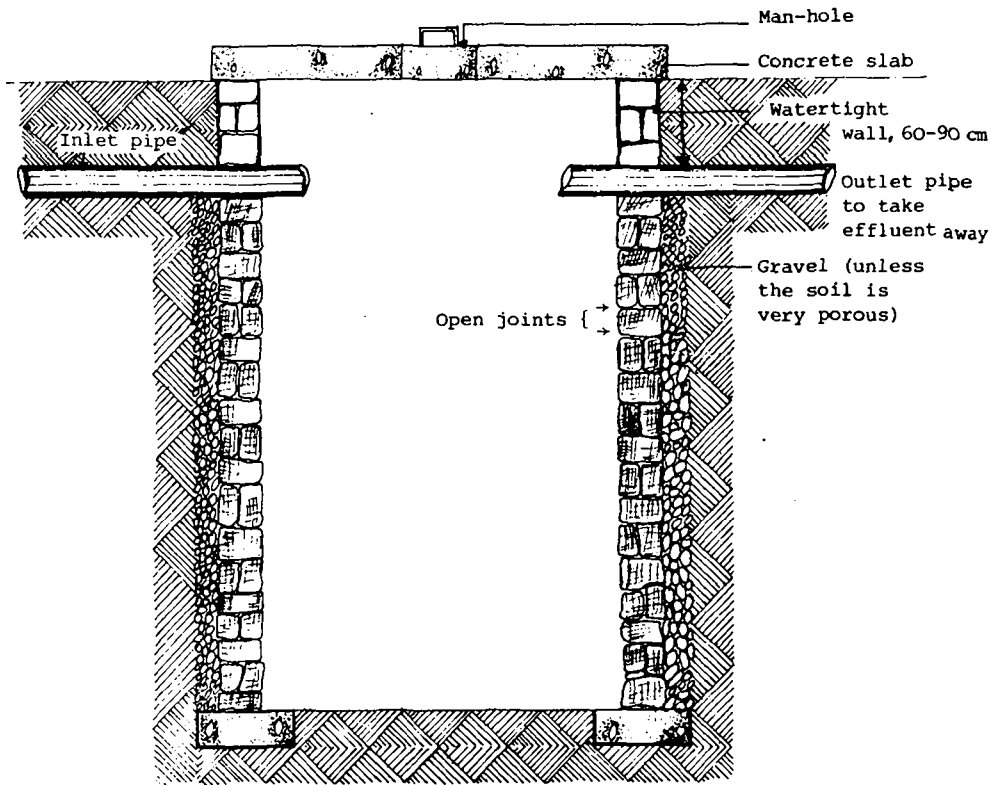 Man-hole
Concrete slab
Watertight
wall, 60-90 cm
Inlet pipe
Outlet pipe
to take
effluent away
Gravel (unless
the soil is
very porous)
Open joints {